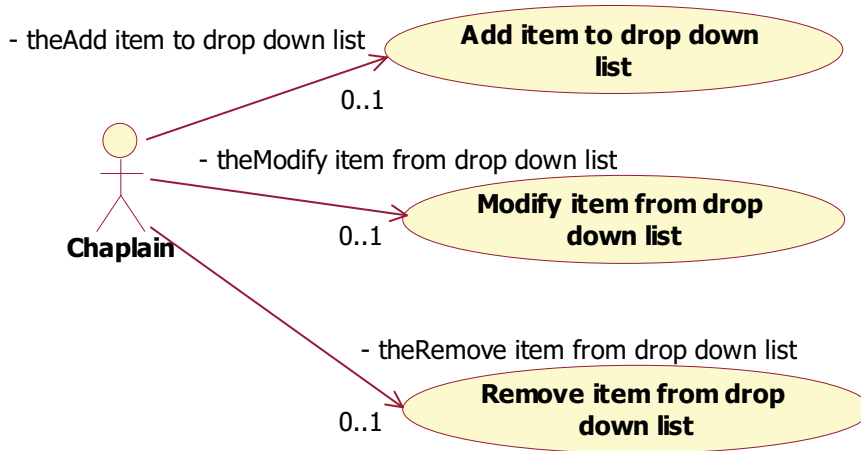 - theAdd item to drop down list
Add item to drop down
list
0..1
- theModify item from drop down list
Modify item from drop
down list
0..1
Chaplain
- theRemove item from drop down list
Remove item from drop
down list
0..1